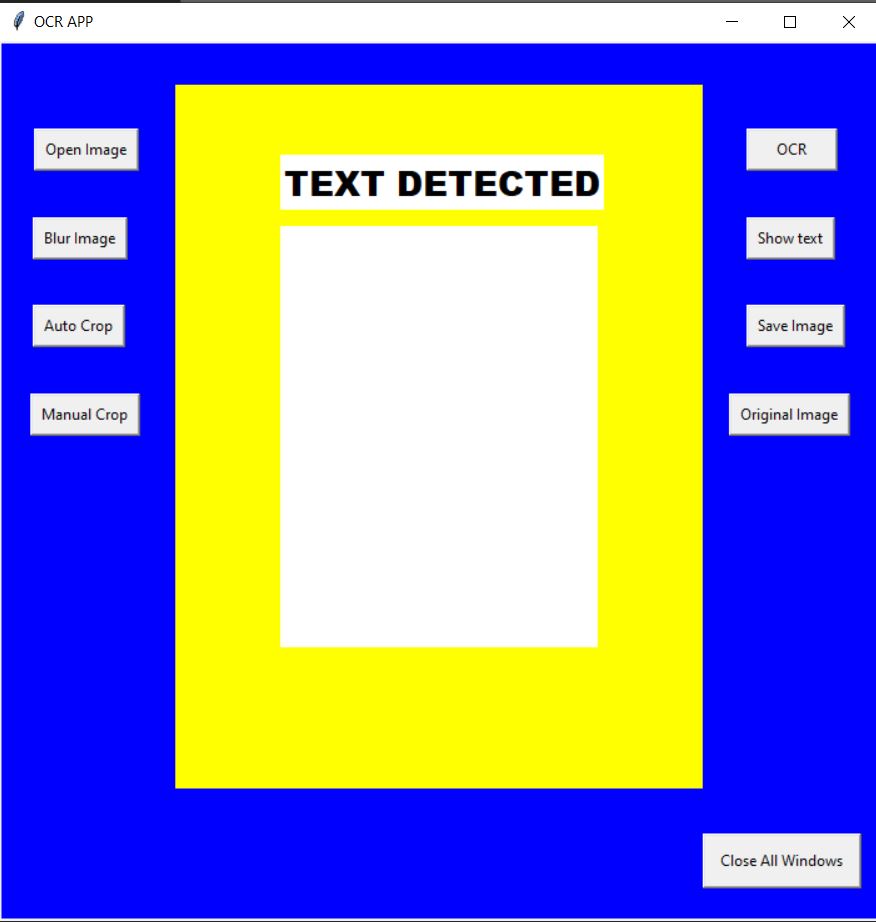 OCR APP
TEXT DETECTED
Open Image
OCR
Blur Image
Show text
Auto Crop
Save Image
Manual Crop
Original Image
Close All Windows